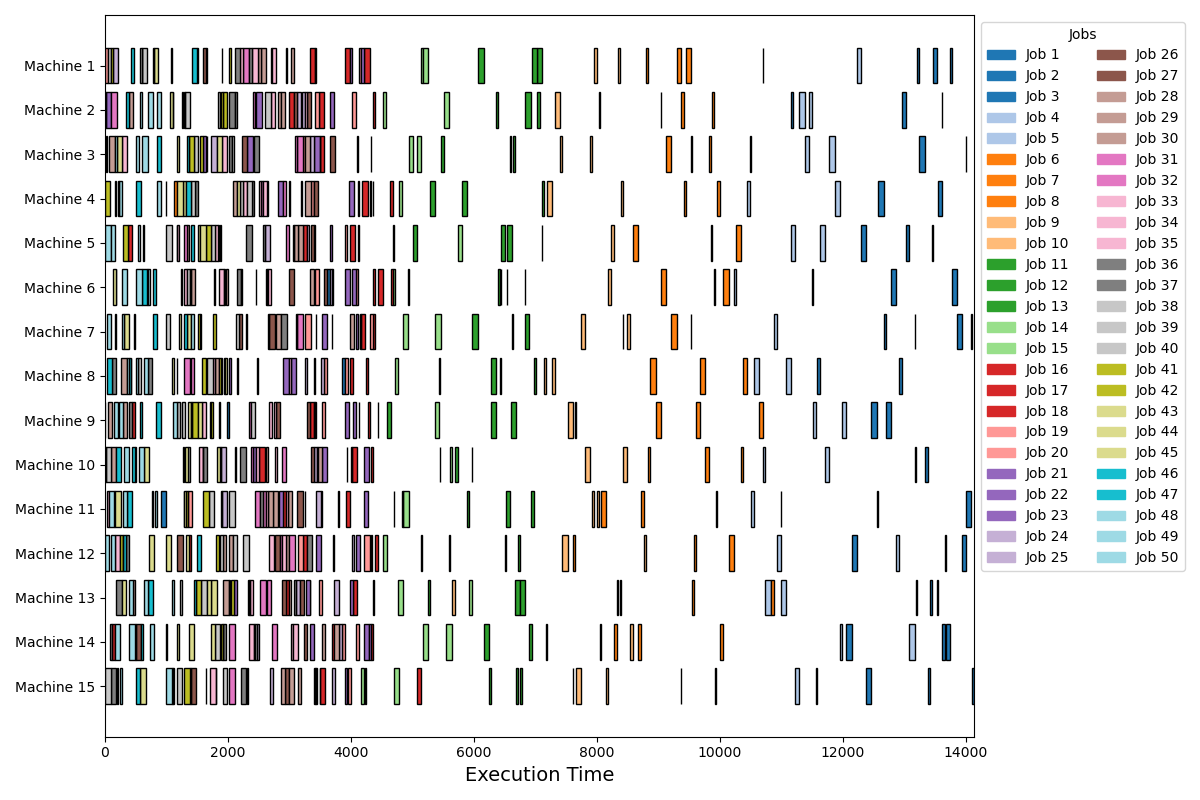 Machine 1
Machine 2
Machine 3
Machine 4
Machine 5
Machine 6
Machine 7
Machine 8
Machine 9
Machine 10
Machine 11
Machine 12
Machine 13
Machine 14
Machine 15
0 2000 4000 6000 8000 10000 12000 14000
Execution Time
Jobs
Job 1
Job 2
Job 3
Job 4
Job 5
Job 6
Job 7
Job 8
Job 9
Job 10
Job 11
Job 12
Job 13
Job 14
Job 15
Job 16
Job 17
Job 18
Job 19
Job 20
Job 21
Job 22
Job 23
Job 24
Job 25
Job 26
Job 27
Job 28
Job 29
Job 30
Job 31
Job 32
Job 33
Job 34
Job 35
Job 36
Job 37
Job 38
Job 39
Job 40
Job 41
Job 42
Job 43
Job 44
Job 45
Job 46
Job 47
Job 48
Job 49
Job 50